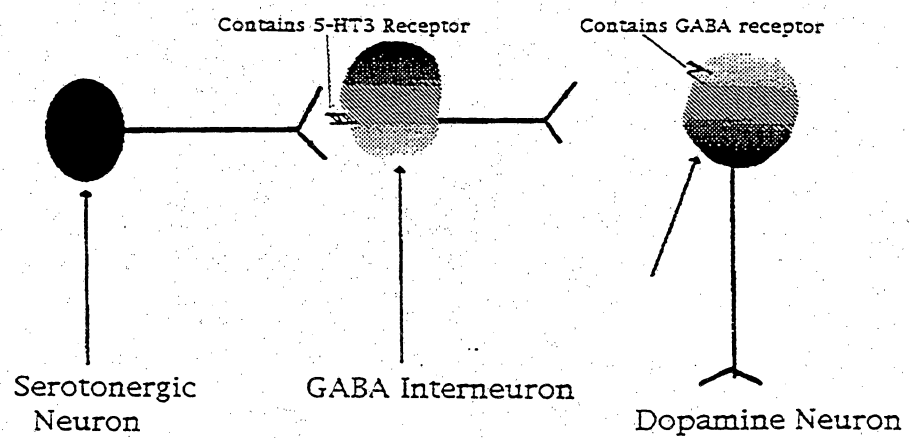 Contains 5-HT3 Receptor
Contains GABA receptor
Serotonergic
Neuron
GABA Interneuron
Dopamine Neuron